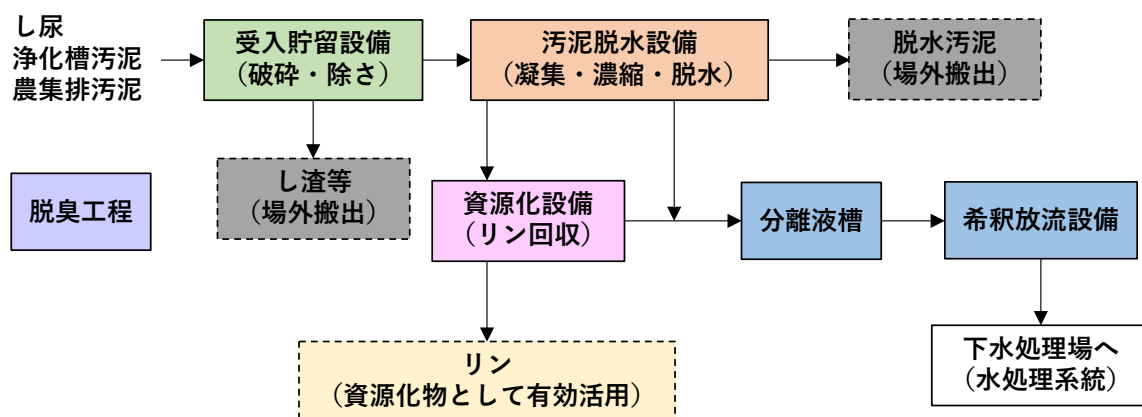 し尿
浄化槽汚泥
農集排汚泥
受入貯留設備
（破砕・除さ）
汚泥脱水設備
（凝集・濃縮・脱水）
脱水汚泥
（場外搬出）
脱臭工程
し渣等
（場外搬出）
資源化設備
（リン回収）
分離液槽
希釈放流設備
リン
（資源化物として有効活用）
下水処理場へ
（水処理系統）